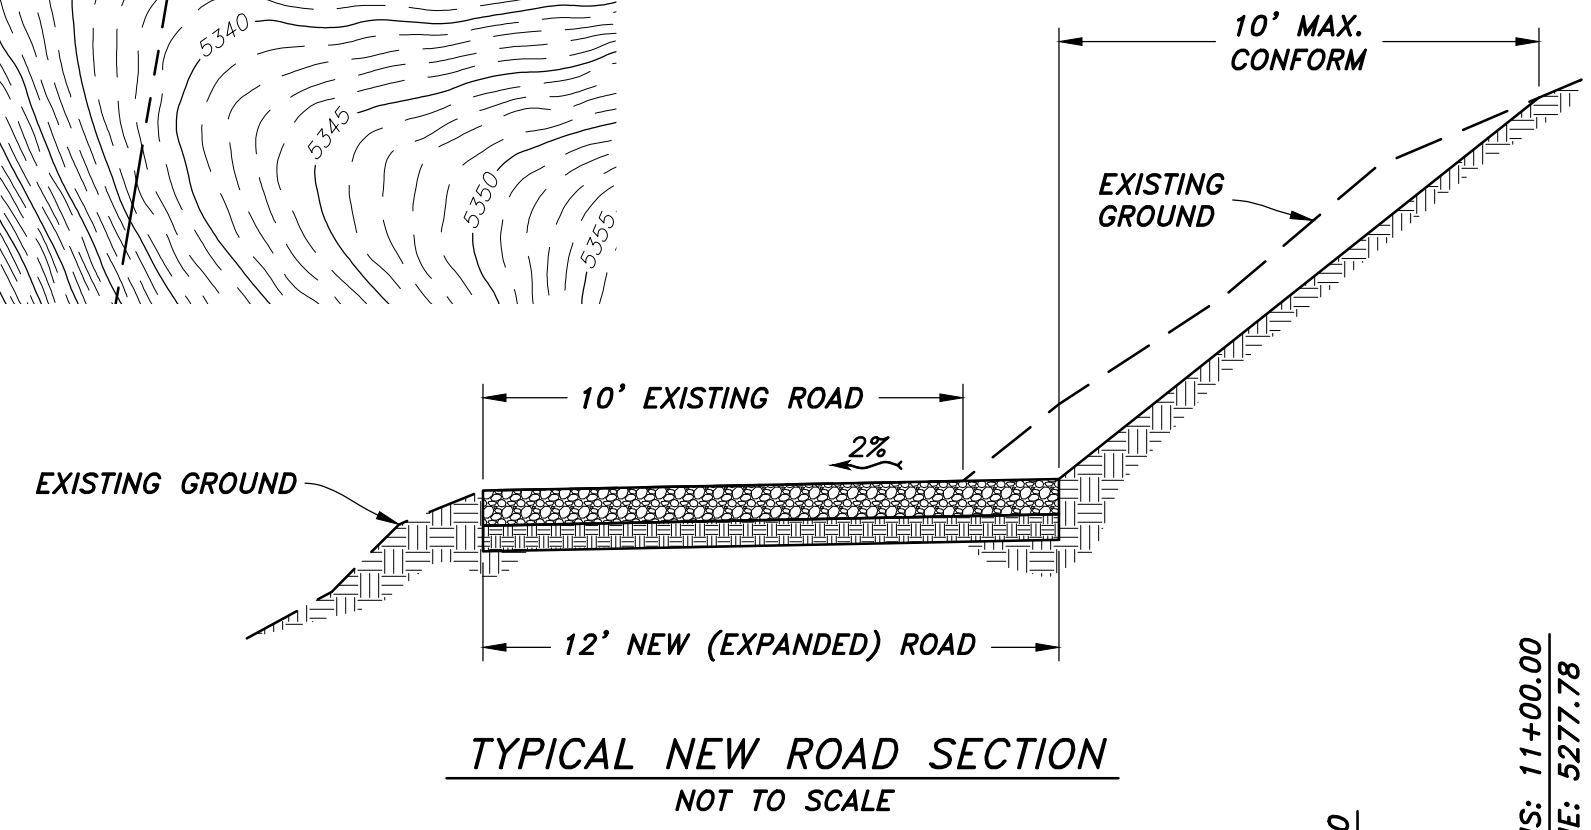 5340
5345
5350
5355
10' MAX.
CONFORM
EXISTING
GROUND
10' EXISTING ROAD
2%
EXISTING GROUND
12' NEW (EXPANDED) ROAD
TYPICAL NEW ROAD SECTION
NOT TO SCALE
11+00.00
5277.78